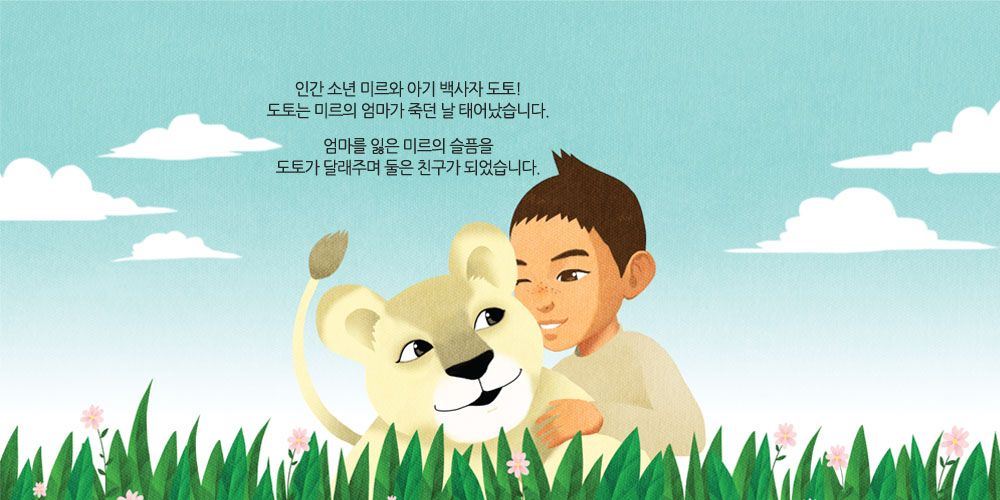 인간 소년 미르와 아기 백사자 도토!
도토는 미르의 엄마가 죽던 날 태어났습니다.
엄마를 잃은 미르의 슬픔을
도토가 달래주며 둘은 친구가 되었습니다.